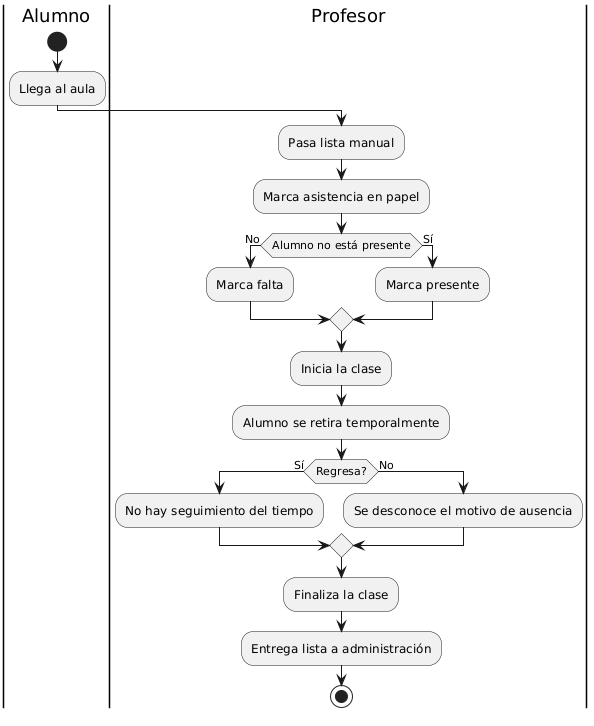 Alumno
Profesor
Llega al aula
Pasa lista manual
Marca asistencia en papel
No
Alumno no está presente
Sí
Marca falta
Marca presente
Inicia la clase
Alumno se retira temporalmente
Sí
Regresa?
No
No hay seguimiento del tiempo
Se desconoce el motivo de ausencia
Finaliza la clase
Entrega lista a administración